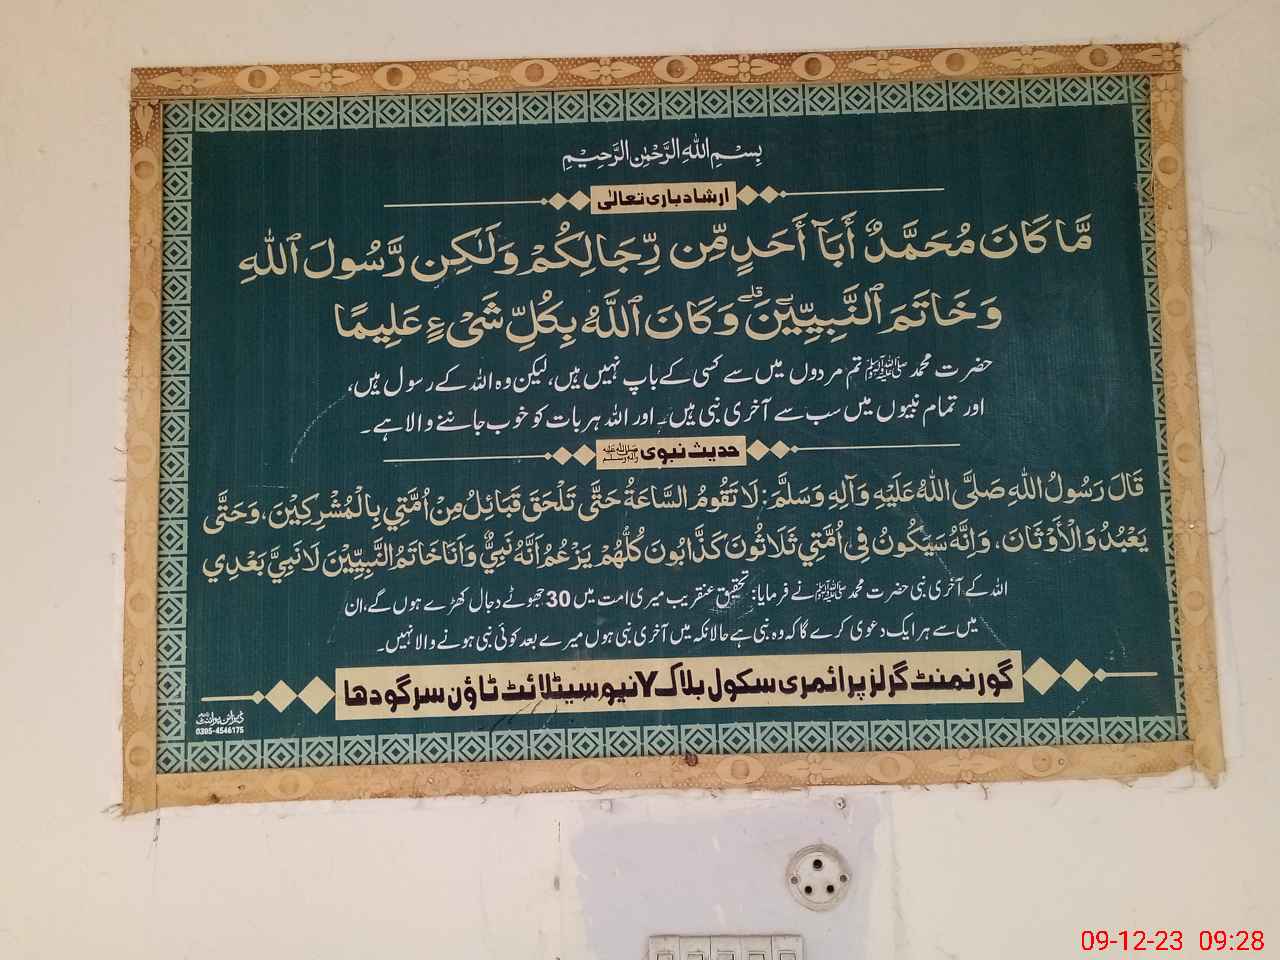 بِسْمِ اللهِ الرَّحْمٰنِ الرَّحِيْمِ
ارشاد باری تعالیٰ
مَّا كَانَ مُحَمَّدٌ أَبَآ أَحَدٍ مِّن رِّجَالِكُمْ وَلَٰكِن رَّسُولَ ٱللَّهِ
وَخَاتَمَ ٱلنَّبِيِّينَ ۗ وَكَانَ ٱللَّهُ بِكُلِّ شَيْءٍ عَلِيمًا
حضرت محمد ﷺ تم مردوں میں سے کسی کے باپ نہیں ہیں، لیکن وہ اللہ کے رسول ہیں،
اور تمام نبیوں میں سب سے آخری نبی ہیں۔ اور اللہ ہر بات کو خوب جاننے والا ہے۔
حدیث نبوی ﷺ
قَالَ رَسُولُ اللهِ صَلَّى اللهُ عَلَيْهِ وَآلِهِ وَسَلَّمَ: لَا تَقُومُ السَّاعَةُ حَتَّى تَلْحَقَ قَبَائِلُ مِنْ اُمَّتِي بِالْمُشْرِكِيْنَ، وَحَتَّى
يَعْبُدُ وَالْأَوْثَانَ، وَاِنَّهُ سَيَكُونُ فِي اُمَّتِي ثَلَاثُونَ كَذَّابُونَ كُلُّهُمْ يَزْعُمُ اَنَّهُ نَبِيٌّ وَاَنَا خَاتَمُ النَّبِيِّيْنَ لَا نَبِيَّ بَعْدِي
اللہ کے آخری نبی حضرت محمد ﷺ نے فرمایا: تحقیق عنقریب میری امت میں 30 جھوٹے دجال کھڑے ہوں گے، ان
میں سے ہر ایک دعوی کرے گا کہ وہ نبی ہے حالانکہ میں آخری نبی ہوں میرے بعد کوئی نبی ہونے والا نہیں۔
گورنمنٹ گرلز پرائمری سکول بلاک Y نیو سیٹلائٹ ٹاؤن سرگودھا
0305-4546175
09-12-23 09:28